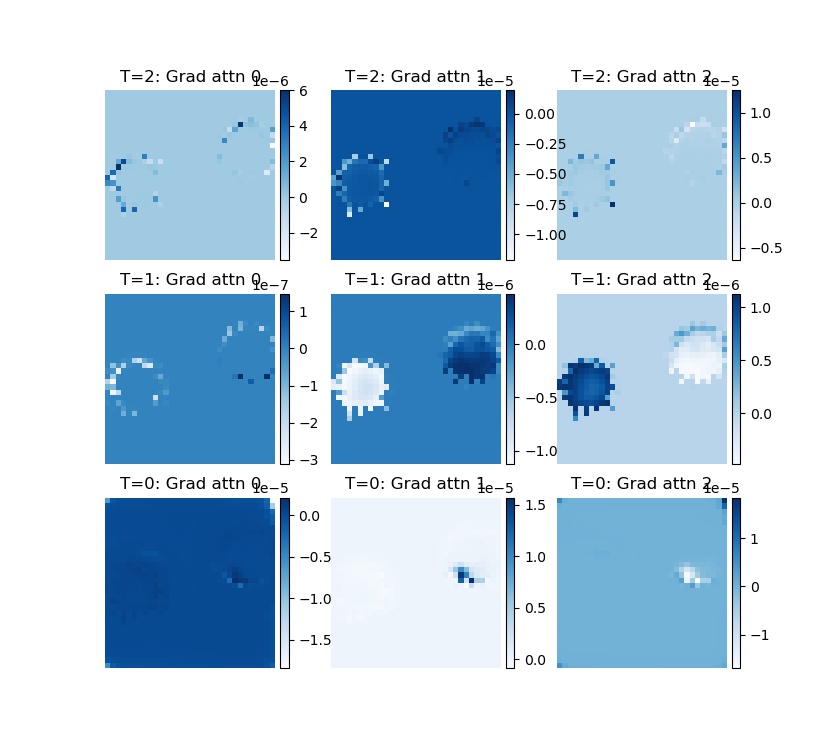 T=2: Grad attn 0
1e−6
6
4
2
0
−2
T=2: Grad attn 1
1e−5
0.00
−0.25
−0.50
−0.75
−1.00
T=2: Grad attn 2
1e−5
1.0
0.5
0.0
−0.5
T=1: Grad attn 0
1e−7
1
0
−1
−2
−3
T=1: Grad attn 1
1e−6
0.0
−0.5
−1.0
T=1: Grad attn 2
1e−6
1.0
0.5
0.0
T=0: Grad attn 0
1e−5
0.0
−0.5
−1.0
−1.5
T=0: Grad attn 1
1e−5
1.5
1.0
0.5
0.0
T=0: Grad attn 2
1e−5
1
0
−1